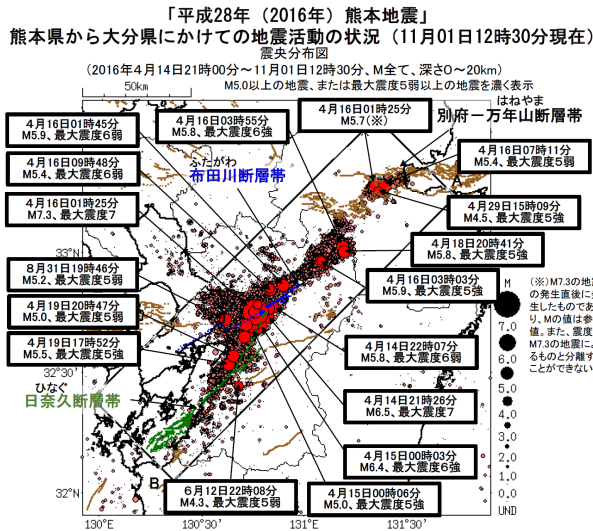 「平成28年（2016年）熊本地震」
熊本県から大分県にかけての地震活動の状況（11月01日12時30分現在）
震央分布図
（2016年４月14日21時00分～11月01日12時30分、M全て、深さ0～20km）
M5.0以上の地震、または最大震度5弱以上の地震を濃く表示
50km
4月16日01時45分
M5.9、最大震度6弱
4月16日03時55分
M5.8、最大震度6強
4月16日01時25分
M5.7（※）
はねやま
別府－万年山断層帯
4月16日09時48分
M5.4、最大震度6弱
ふたがわ
布田川断層帯
4月16日07時11分
M5.4、最大震度5弱
4月16日01時25分
M7.3、最大震度7
4月29日15時09分
M4.5、最大震度5強
4月18日20時41分
M5.8、最大震度5強
33°N
8月31日19時46分
M5.2、最大震度5弱
4月16日03時03分
M5.9、最大震度5強
4月19日20時47分
M5.0、最大震度5弱
4月19日17時52分
M5.5、最大震度5強
4月14日22時07分
M5.8、最大震度6弱
ひなぐ
日奈久断層帯
4月14日21時26分
M6.5、最大震度7
4月15日00時03分
M6.4、最大震度6強
B
6月12日22時08分
M4.3、最大震度5弱
4月15日00時06分
M5.0、最大震度5強
32°N
130°E
130.5°E
131°E
131.5°E
M
7.0
6.0
5.0
4.0
3.0
2.0
1.0
0.0
UND
（※）M7.3の地
の発生直後に
生したものであ
り、Mの値は参
値。また、震度
M7.3の地震に
るものと分離す
ことができない